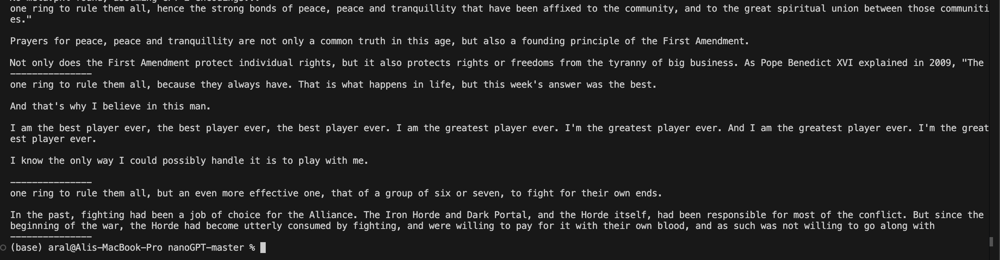 No meta.pkl found, assuming GPT-2 encodings...
one ring to rule them all, hence the strong bonds of peace, peace and tranquillity that have been affixed to the community, and to the great spiritual union between those communiti
es."
Prayers for peace, peace and tranquillity are not only a common truth in this age, but also a founding principle of the First Amendment.
Not only does the First Amendment protect individual rights, but it also protects rights or freedoms from the tyranny of big business. As Pope Benedict XVI explained in 2009, "The
---------------
one ring to rule them all, because they always have. That is what happens in life, but this week's answer was the best.
And that's why I believe in this man.
I am the best player ever, the best player ever, the best player ever. I am the greatest player ever. I'm the greatest player ever. And I am the greatest player ever. I'm the great
est player ever.
I know the only way I could possibly handle it is to play with me.
---------------
one ring to rule them all, but an even more effective one, that of a group of six or seven, to fight for their own ends.
In the past, fighting had been a job of choice for the Alliance. The Iron Horde and Dark Portal, and the Horde itself, had been responsible for most of the conflict. But since the
beginning of the war, the Horde had become utterly consumed by fighting, and were willing to pay for it with their own blood, and as such was not willing to go along with
---------------
(base) aral@Alis-MacBook-Pro nanoGPT-master %